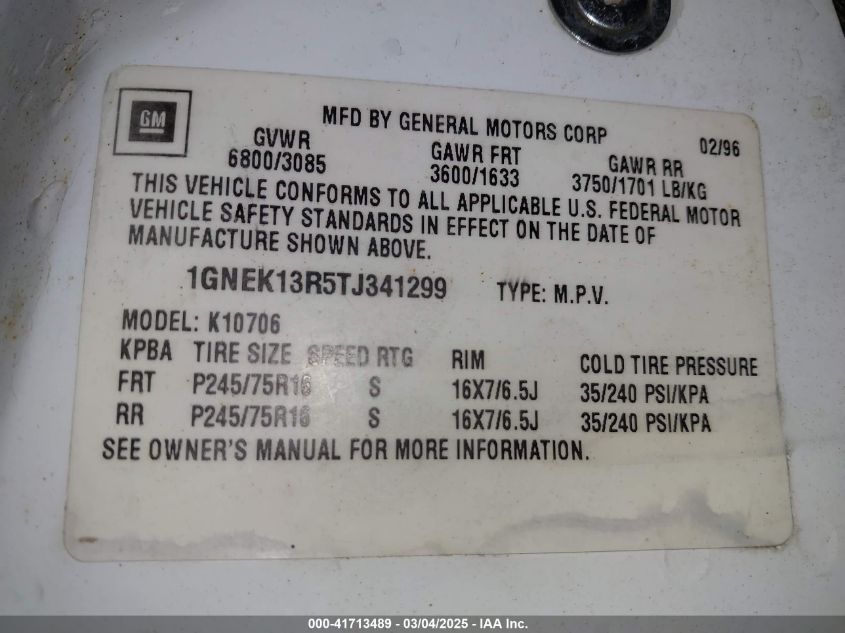 GM
MFD BY GENERAL MOTORS CORP 02/96
GVWR GAWR FRT GAWR RR
6800/3085 3600/1633 3750/1701 LB/KG
THIS VEHICLE CONFORMS TO ALL APPLICABLE U.S. FEDERAL MOTOR
VEHICLE SAFETY STANDARDS IN EFFECT ON THE DATE OF
MANUFACTURE SHOWN ABOVE.
1GNEK13R5TJ341299 TYPE: M.P.V.
MODEL: K10706
KPBA TIRE SIZE SPEED RTG RIM COLD TIRE PRESSURE
FRT P245/75R16 S 16X7/6.5J 35/240 PSI/KPA
RR P245/75R16 S 16X7/6.5J 35/240 PSI/KPA
SEE OWNER'S MANUAL FOR MORE INFORMATION.
000-41713489 - 03/04/2025 - IAA Inc.